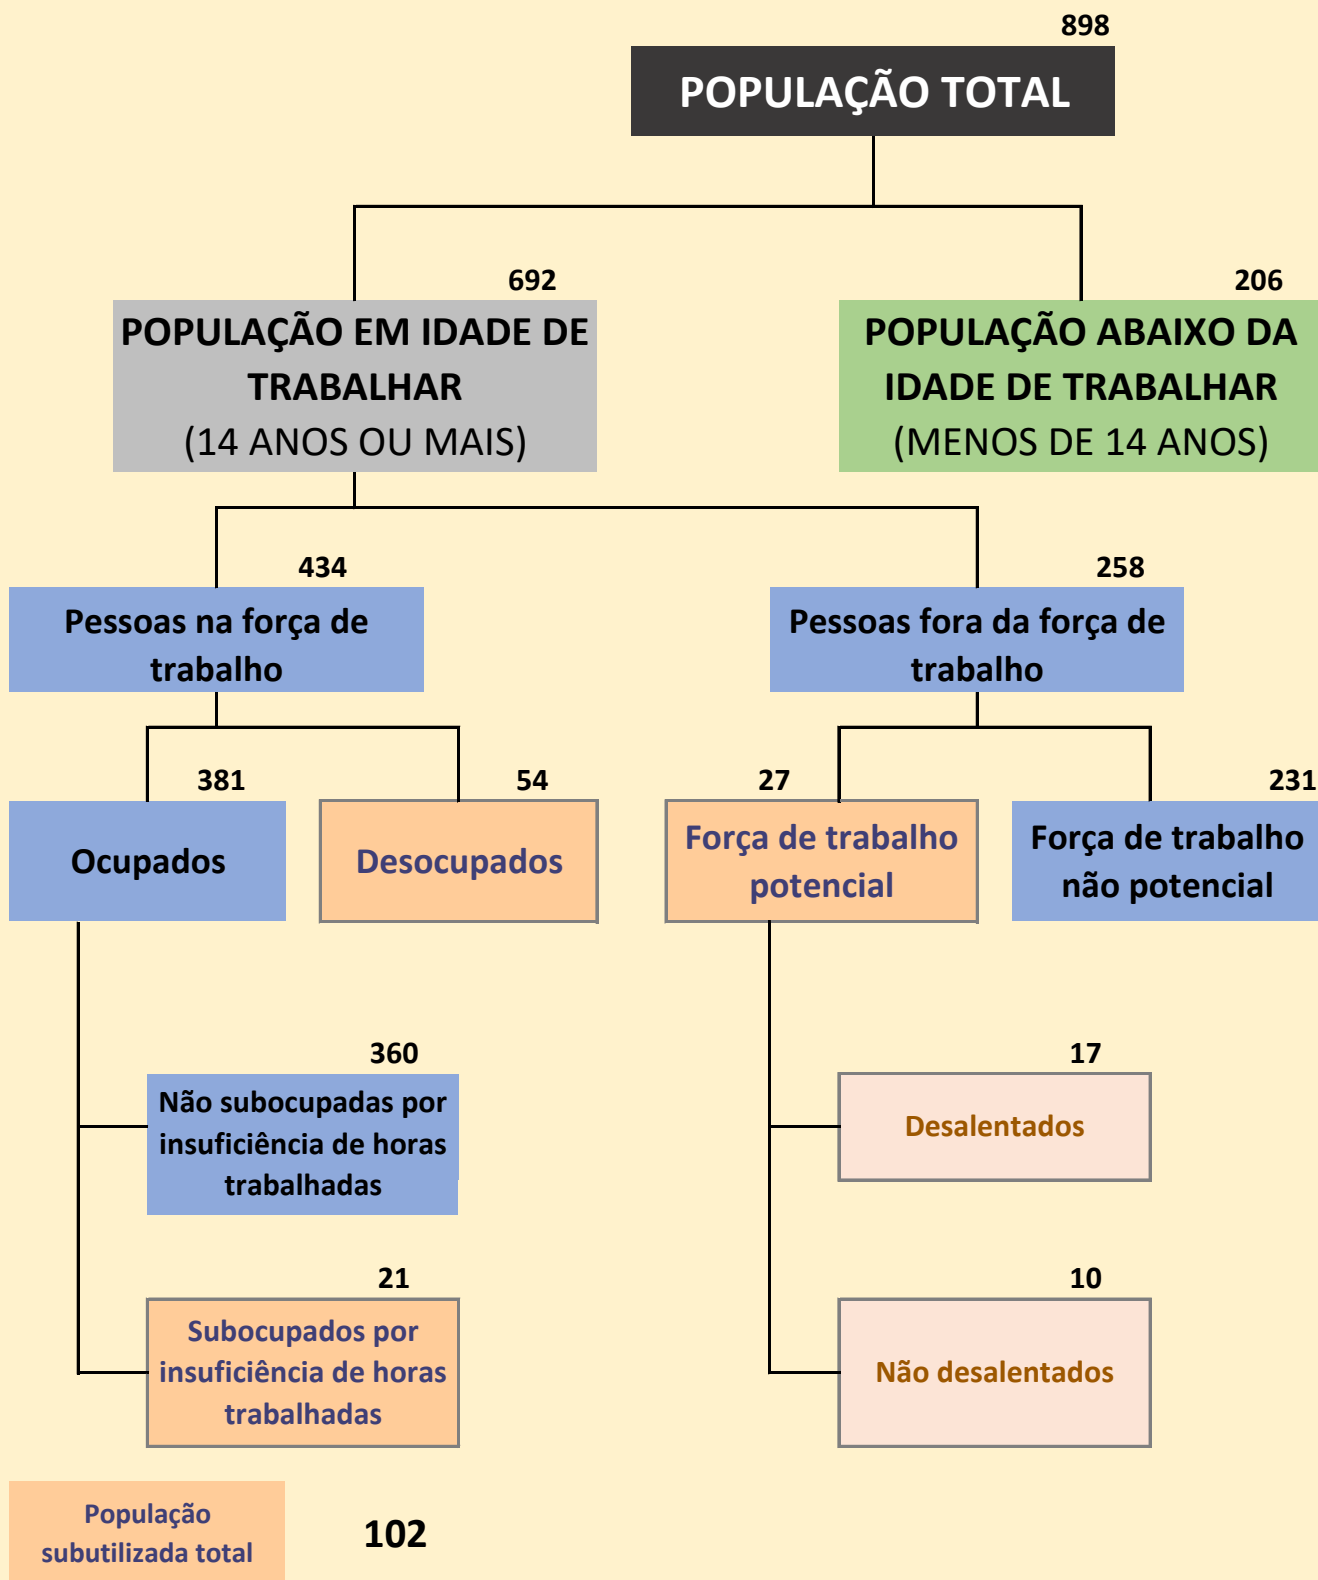 898
POPULAÇÃO TOTAL
692
POPULAÇÃO EM IDADE DE
TRABALHAR
(14 ANOS OU MAIS)
206
POPULAÇÃO ABAIXO DA
IDADE DE TRABALHAR
(MENOS DE 14 ANOS)
434
Pessoas na força de
trabalho
258
Pessoas fora da força de
trabalho
381
Ocupados
54
Desocupados
27
Força de trabalho
potencial
231
Força de trabalho
não potencial
360
Não subocupadas por
insuficiência de horas
trabalhadas
17
Desalentados
21
Subocupados por
insuficiência de horas
trabalhadas
10
Não desalentados
População
subutilizada total
102